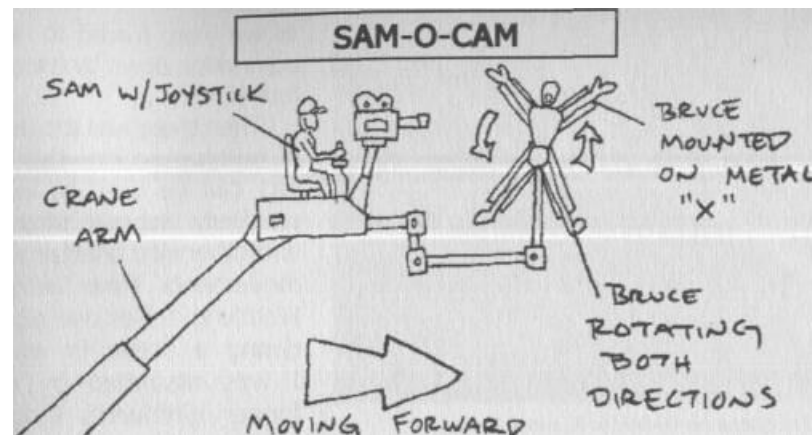 SAM-O-CAM
SAM W/JOYSTICK
BRUCE
MOUNTED
ON METAL
"X"
CRANE
ARM
BRUCE
ROTATING
BOTH
DIRECTIONS
MOVING FORWARD